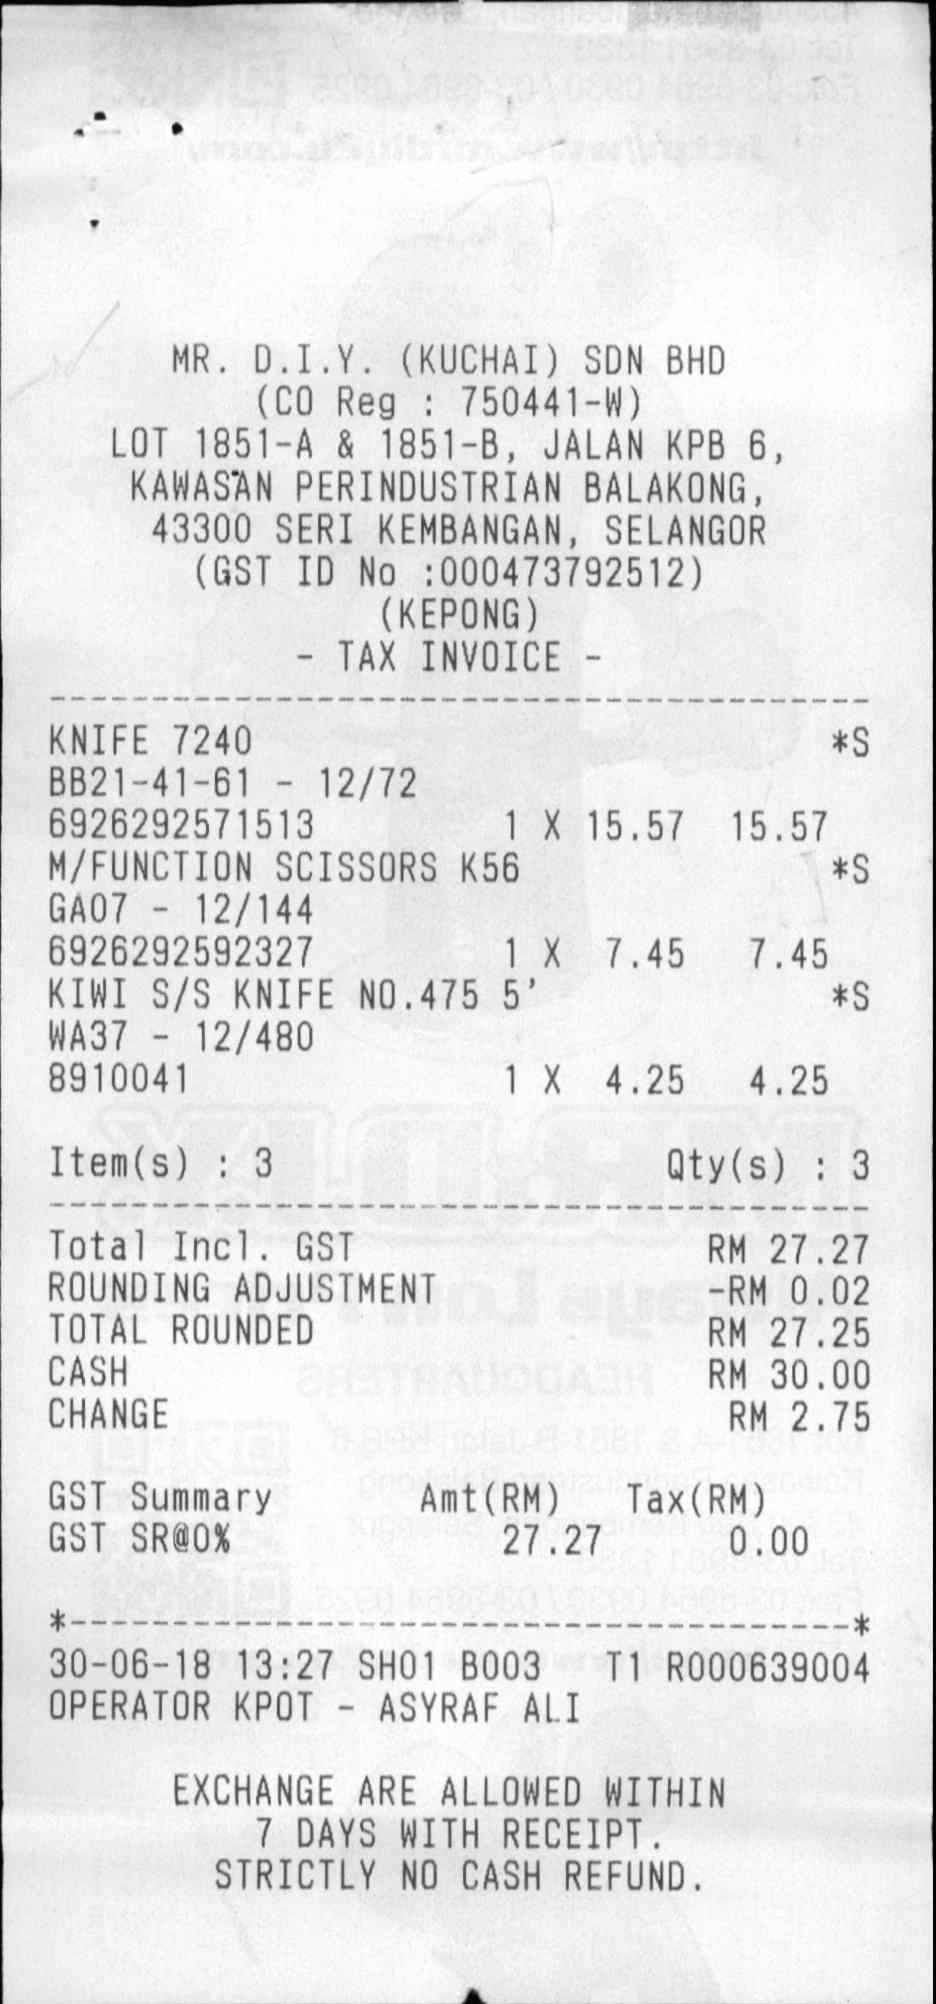 MR. D.I.Y. (KUCHAI) SDN BHD
(CO Reg : 750441-W)
LOT 1851-A & 1851-B, JALAN KPB 6,
KAWASAN PERINDUSTRIAN BALAKONG,
43300 SERI KEMBANGAN, SELANGOR
(GST ID No :000473792512)
(KEPONG)
- TAX INVOICE -
KNIFE 7240 *S
BB21-41-61 - 12/72
6926292571513 1 X 15.57 15.57
M/FUNCTION SCISSORS K56 *S
GA07 - 12/144
6926292592327 1 X 7.45 7.45
KIWI S/S KNIFE NO.475 5' *S
WA37 - 12/480
8910041 1 X 4.25 4.25
Item(s) : 3 Qty(s) : 3
Total Incl. GST RM 27.27
ROUNDING ADJUSTMENT -RM 0.02
TOTAL ROUNDED RM 27.25
CASH RM 30.00
CHANGE RM 2.75
GST Summary Amt(RM) Tax(RM)
GST SR@0% 27.27 0.00
*--------------------------------------*
30-06-18 13:27 SH01 B003 T1 R000639004
OPERATOR KPOT - ASYRAF ALI
EXCHANGE ARE ALLOWED WITHIN
7 DAYS WITH RECEIPT.
STRICTLY NO CASH REFUND.